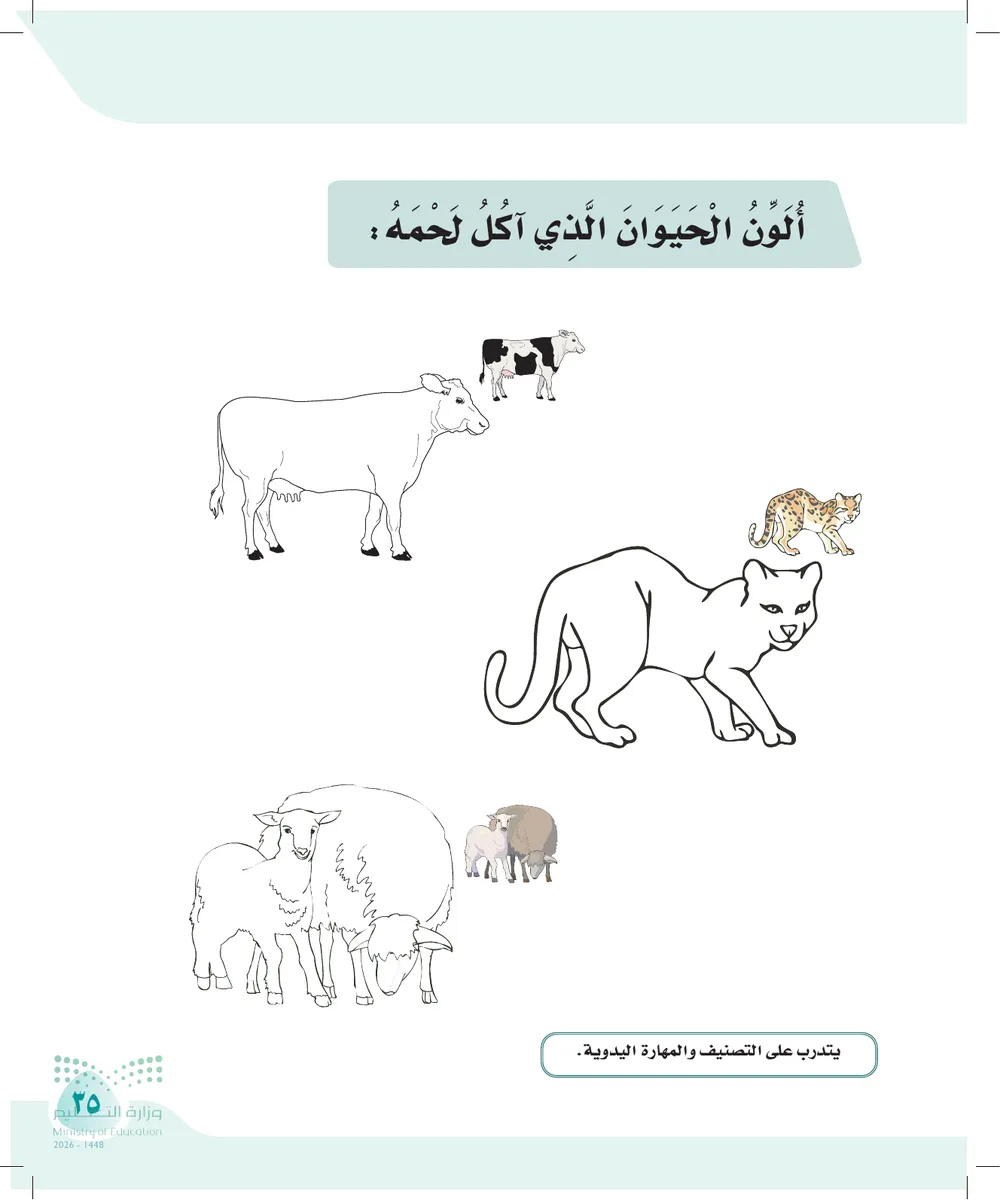 أُلَوِّنُ الْحَيَوَانَ الَّذِي آكُلُ لَحْمَهُ :
يتدرب على التصنيف والمهارة اليدوية.
٣٥
وزارة التعليم
Ministry of Education
2026 - 1448